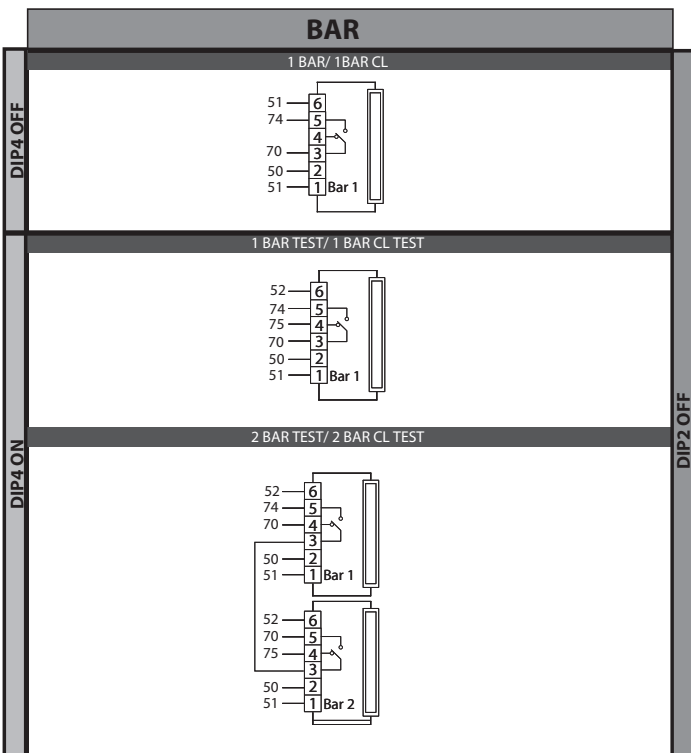 BAR
DIP4 OFF
1 BAR/ 1BAR CL
51 6
74 5
4
70 3
50 2
51 1 Bar 1
DIP4 ON
DIP2 OFF
1 BAR TEST/ 1 BAR CL TEST
52 6
74 5
75 4
70 3
50 2
51 1 Bar 1
2 BAR TEST/ 2 BAR CL TEST
52 6
74 5
70 4
3
50 2
51 1 Bar 1
52 6
70 5
75 4
3
50 2
51 1 Bar 2